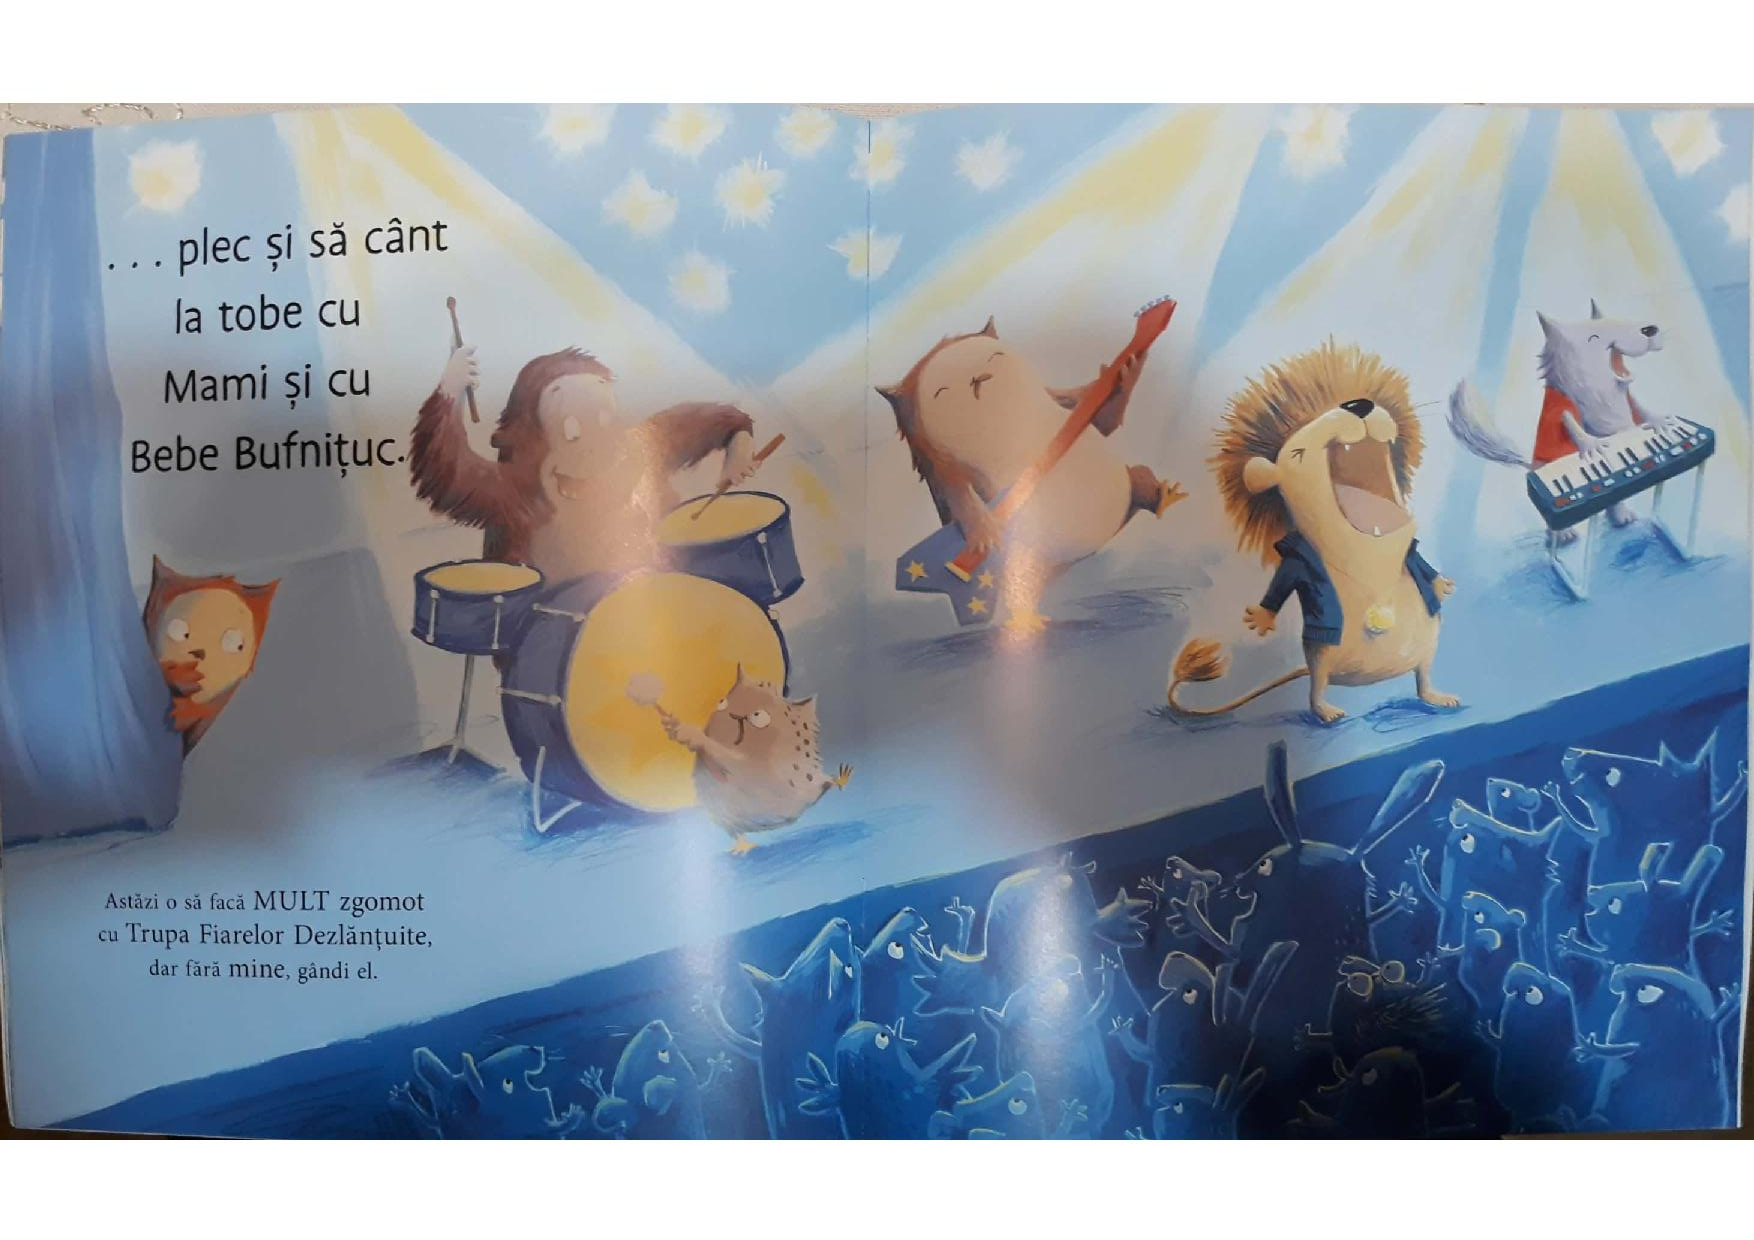 . . . plec și să cânt
la tobe cu
Mami și cu
Bebe Bufnițuc.
Astăzi o să facă MULT zgomot
cu Trupa Fiarelor Dezlănțuite,
dar fără mine, gândi el.